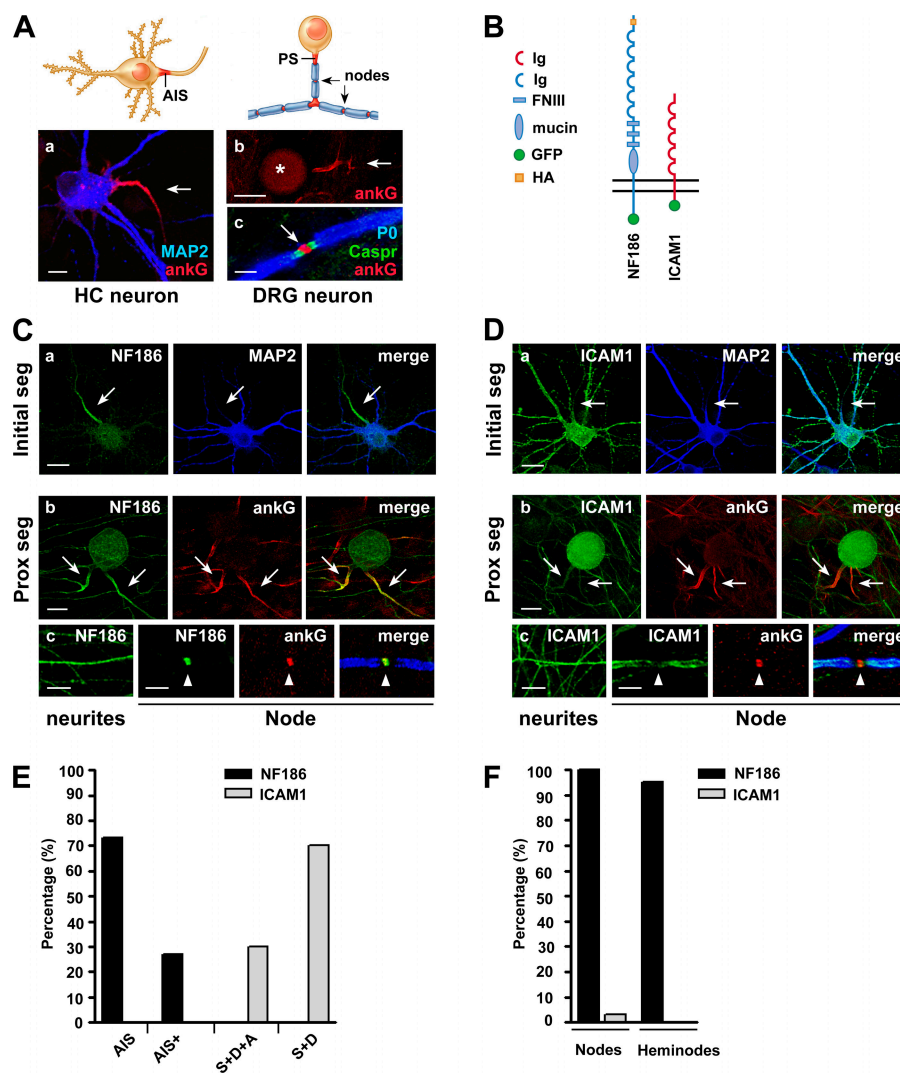 A
AIS
PS
nodes
a
MAP2
ankG
HC neuron
b
*
ankG
c
P0
Caspr
ankG
DRG neuron
B
Ig
Ig
FNIII
mucin
GFP
HA
NF186
ICAM1
C
Initial seg
a
NF186
MAP2
merge
Prox seg
b
NF186
ankG
merge
c
NF186
NF186
ankG
merge
neurites
Node
D
Initial seg
a
ICAM1
MAP2
merge
Prox seg
b
ICAM1
ankG
merge
c
ICAM1
ICAM1
ankG
merge
neurites
Node
E
NF186
ICAM1
Percentage (%)
100
90
80
70
60
50
40
30
20
10
0
AIS
AIS+
S+D+A
S+D
F
NF186
ICAM1
Percentage (%)
100
90
80
70
60
50
40
30
20
10
0
Nodes
Heminodes